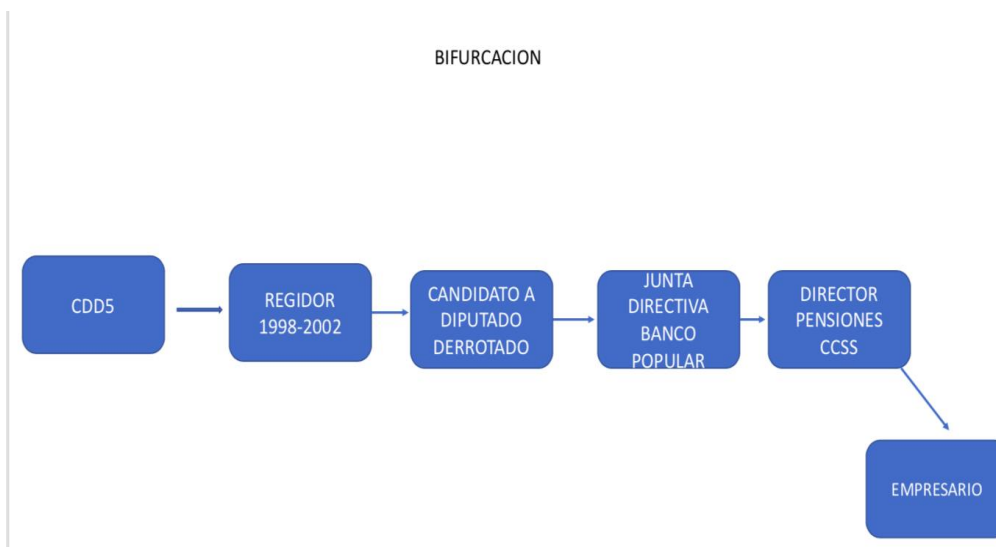 BIFURCACION
CDD5
REGIDOR
1998-2002
CANDIDATO A
DIPUTADO
DERROTADO
JUNTA
DIRECTIVA
BANCO
POPULAR
DIRECTOR
PENSIONES
CCSS
EMPRESARIO